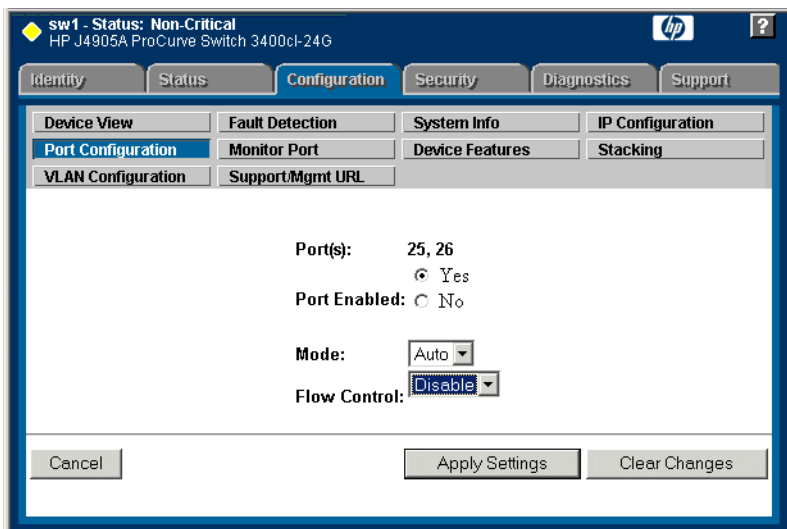 sw1 - Status: Non-Critical
HP J4905A ProCurve Switch 3400cl-24G
hp
?
Identity Status Configuration Security Diagnostics Support
Device View Fault Detection System Info IP Configuration
Port Configuration Monitor Port Device Features Stacking
VLAN Configuration Support/Mgmt URL
Port(s): 25, 26
Yes
Port Enabled: No
Mode: Auto
Flow Control: Disable
Cancel Apply Settings Clear Changes